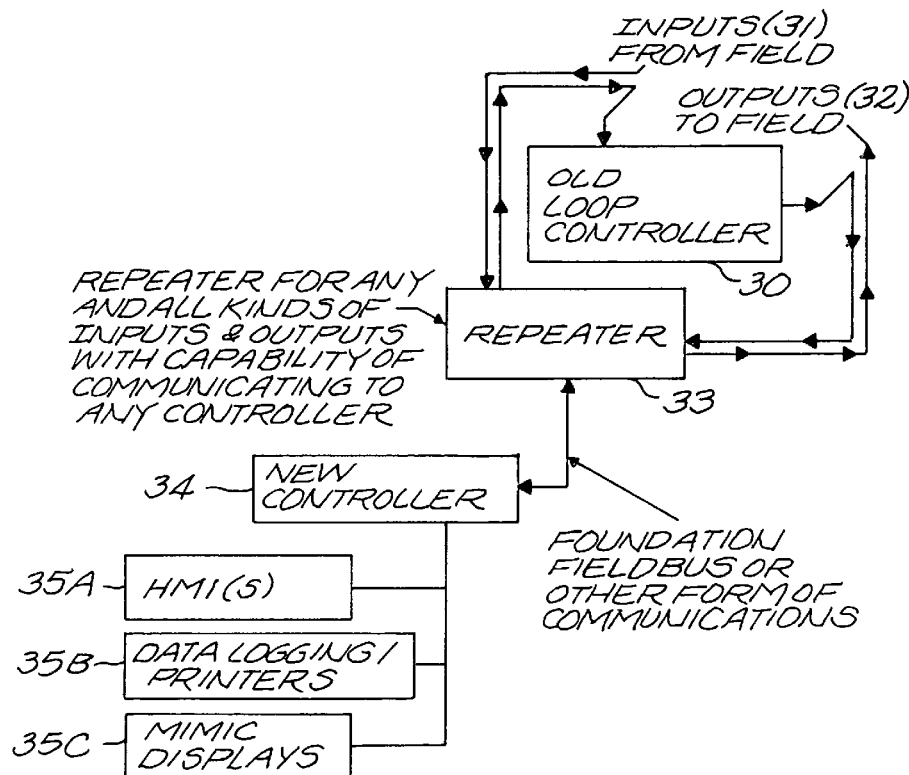 INPUTS (31)
FROM FIELD
OUTPUTS (32)
TO FIELD
OLD
LOOP
CONTROLLER
30
REPEATER FOR ANY
AND ALL KINDS OF
INPUTS & OUTPUTS
WITH CAPABILITY OF
COMMUNICATING TO
ANY CONTROLLER
REPEATER
33
34
NEW
CONTROLLER
FOUNDATION
FIELDBUS OR
OTHER FORM OF
COMMUNICATIONS
35A
HMI(S)
35B
DATA LOGGING/
PRINTERS
35C
MIMIC
DISPLAYS